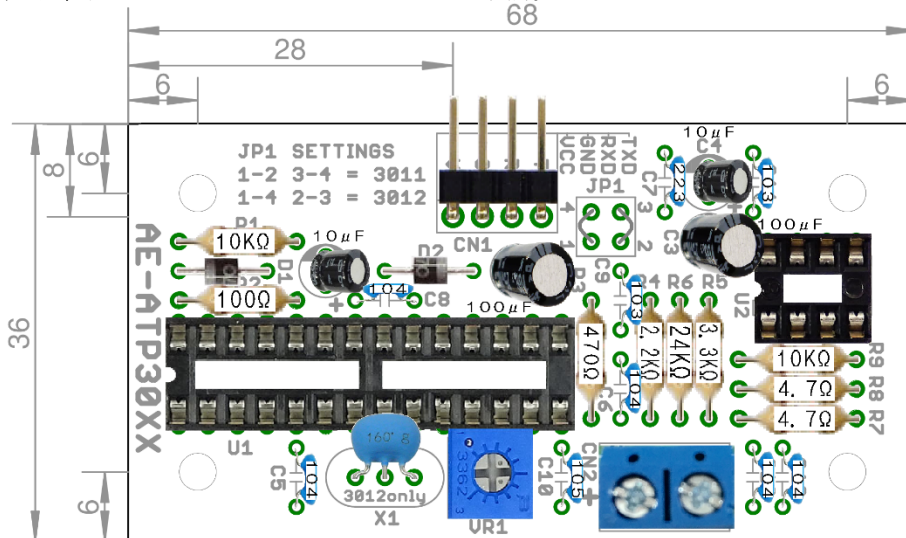 68
28
6
6
8
6
36
6
10μF
C4
JP1 SETTINGS
1-2 3-4 = 3011
1-4 2-3 = 3012
VCC
GND
RXD
TXD
JP1
4
3
1
2
C7
223
103
CN1
C3
100μF
AE-ATP30XX
R1
10KΩ
10μF
D1
D2
R2
100Ω
+
104
C8
100μF
R3
C9
103
R4 R6 R5
U2
470Ω
2.2KΩ
24KΩ
3.3KΩ
10KΩ
R9
4.7Ω
R8
4.7Ω
R7
C6
104
U1
160
8
C5
104
3012only
X1
3362
VR1
C10
105
CN2
+
104
104